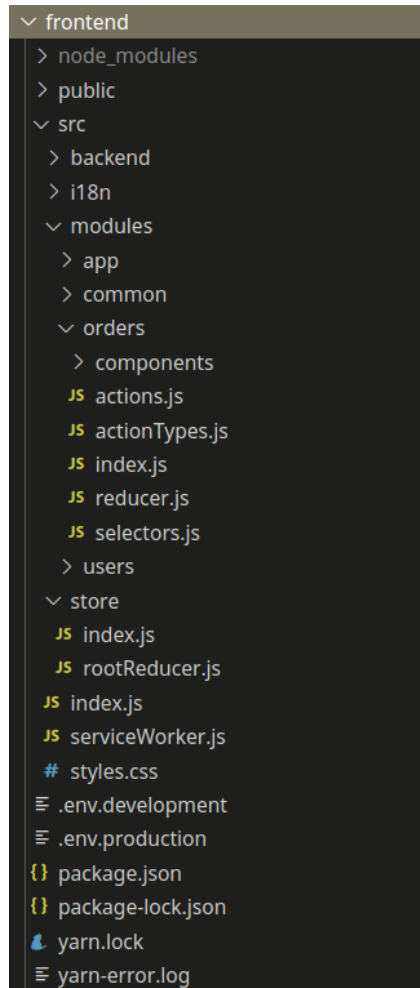 frontend
node_modules
public
src
backend
i18n
modules
app
common
orders
components
JS actions.js
JS actionTypes.js
JS index.js
JS reducer.js
JS selectors.js
users
store
JS index.js
JS rootReducer.js
JS index.js
JS serviceWorker.js
# styles.css
.env.development
.env.production
{} package.json
{} package-lock.json
yarn.lock
yarn-error.log